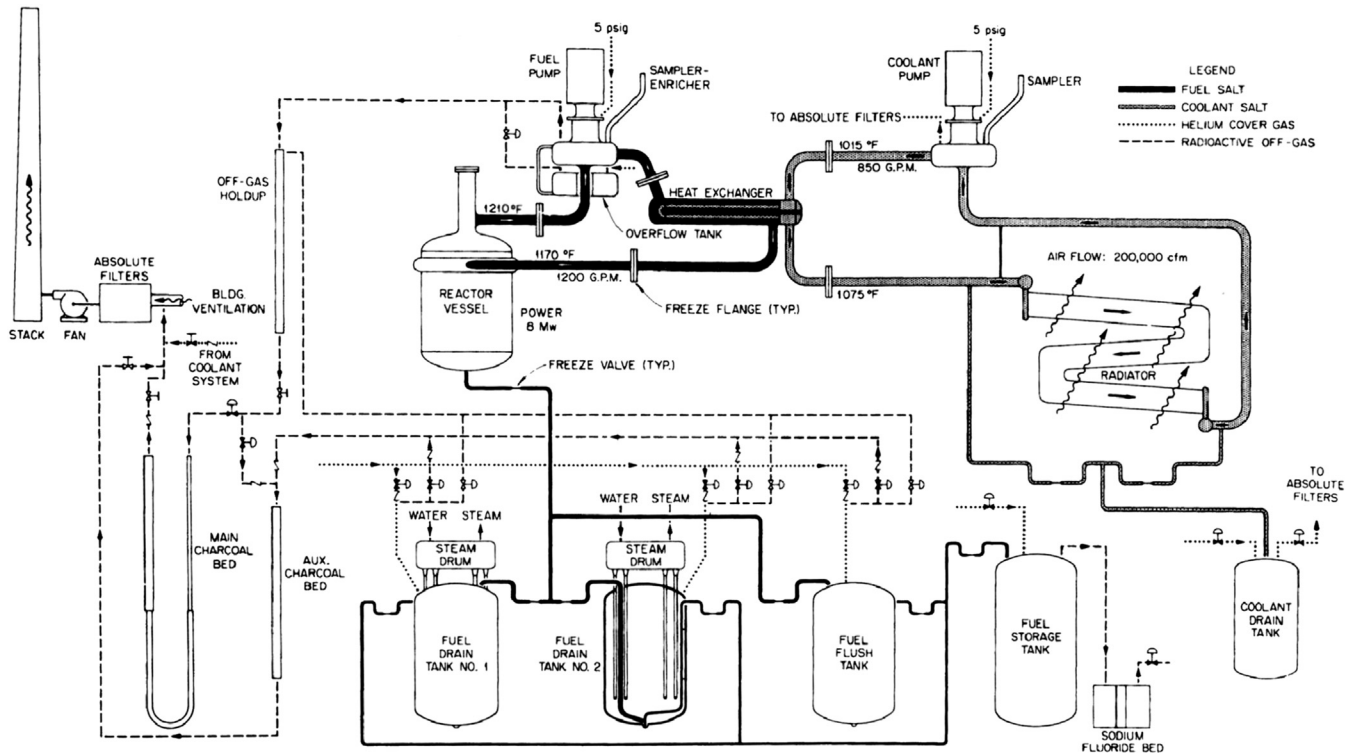 5 psig
FUEL
PUMP
SAMPLER-
ENRICHER
5 psig
COOLANT
PUMP
SAMPLER
LEGEND
FUEL SALT
COOLANT SALT
HELIUM COVER GAS
RADIOACTIVE OFF-GAS
TO ABSOLUTE FILTERS
1015 °F
850 G.P.M.
OFF-GAS
HOLDUP
HEAT EXCHANGER
1210 °F
OVERFLOW TANK
1170 °F
1200 G.P.M.
FREEZE FLANGE (TYP.)
1075 °F
AIR FLOW: 200,000 cfm
RADIATOR
ABSOLUTE
FILTERS
BLDG.
VENTILATION
STACK
FAN
FROM
COOLANT
SYSTEM
REACTOR
VESSEL
POWER
8 Mw
FREEZE VALVE (TYP.)
MAIN
CHARCOAL
BED
AUX.
CHARCOAL
BED
WATER
STEAM
STEAM
DRUM
WATER
STEAM
STEAM
DRUM
FUEL
DRAIN
TANK NO. 1
FUEL
DRAIN
TANK NO. 2
FUEL
FLUSH
TANK
FUEL
STORAGE
TANK
SODIUM
FLUORIDE BED
TO
ABSOLUTE
FILTERS
COOLANT
DRAIN
TANK